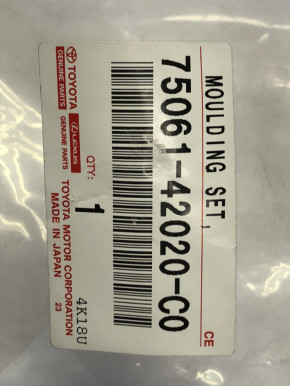 MOULDING SET,
75061-42020-C0
CE
QTY:
1
4K18U
TOYOTA
GENUINE PARTS
LEXUS
GENUINE PARTS
TOYOTA MOTOR CORPORATION
MADE IN JAPAN
23